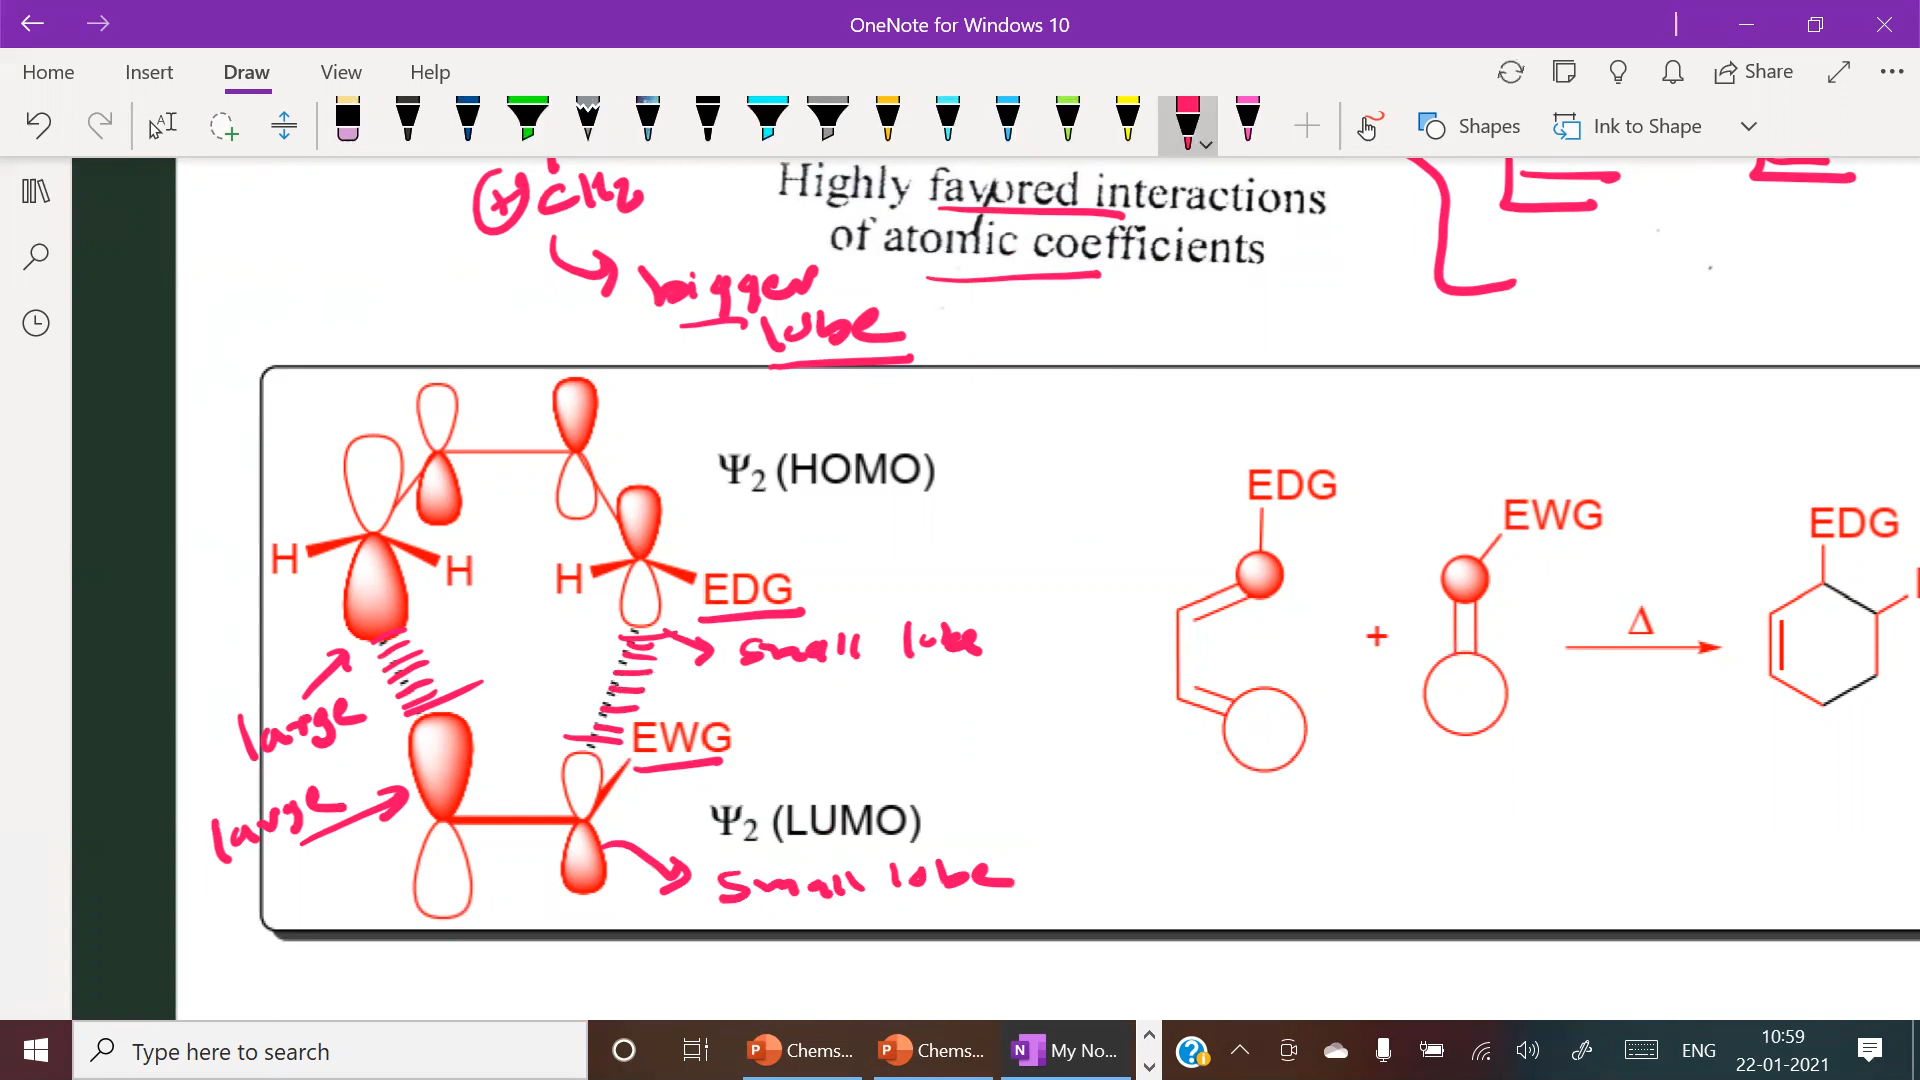 OneNote for Windows 10
Home Insert Draw View Help
Share
Shapes
Ink to Shape
(+) CH2
Highly favored interactions
of atomic coefficients
bigger
lube
Ψ2 (HOMO)
H H H EDG
small lobe
large
EWG
large
Ψ2 (LUMO)
small lobe
EDG
EWG
+
Δ
EDG
Type here to search
Chems...
Chems...
My No...
ENG
10:59
22-01-2021